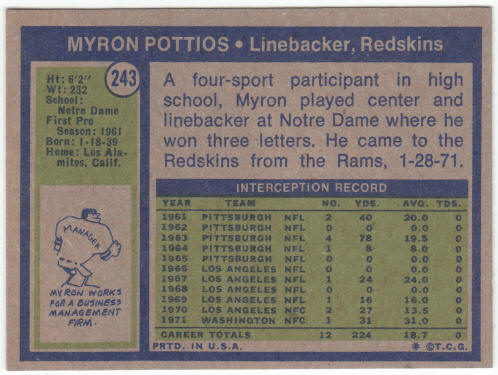 MYRON POTTIOS • Linebacker, Redskins
243
Ht: 6'2"
Wt: 232
School:
Notre Dame
First Pro
Season: 1961
Born: 1-18-39
Home: Los Ala-
mitos, Calif.
A four-sport participant in high
school, Myron played center and
linebacker at Notre Dame where he
won three letters. He came to the
Redskins from the Rams, 1-28-71.
MANAGER
MYRON WORKS
FOR A BUSINESS
MANAGEMENT
FIRM.
INTERCEPTION RECORD
YEAR TEAM NO. YDS. AVG. TDS.
1961 PITTSBURGH NFL 2 40 20.0 0
1962 PITTSBURGH NFL 0 0 0 0
1963 PITTSBURGH NFL 4 78 19.5 0
1964 PITTSBURGH NFL 1 8 8.0 0
1965 PITTSBURGH NFL 0 0 0 0
1966 LOS ANGELES NFL 0 0 0 0
1967 LOS ANGELES NFL 1 24 24.0 0
1968 LOS ANGELES NFL 0 0 0 0
1969 LOS ANGELES NFL 1 16 16.0 0
1970 LOS ANGELES NFC 2 27 13.5 0
1971 WASHINGTON NFC 1 31 31.0 0
CAREER TOTALS 12 224 18.7 0
PRTD. IN U.S.A. * ©T.C.G.